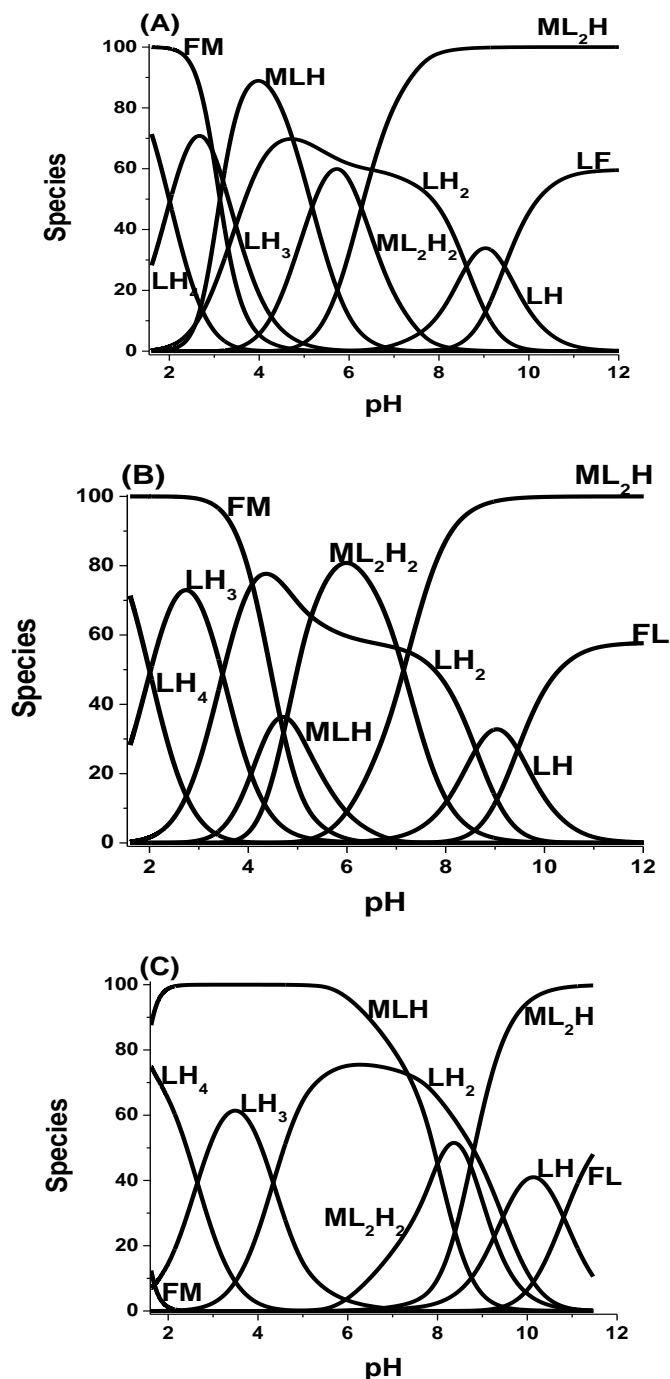 (A)
FM
MLH
ML₂H
100
80
60
40
20
0
Species
LH₂
LF
LH₃
ML₂H₂
LH₂
LH
2 4 6 8 10 12
pH
(B)
FM
ML₂H₂
ML₂H
100
80
60
40
20
0
Species
LH₃
LH₄
MLH
LH₂
FL
LH
2 4 6 8 10 12
pH
(C)
100
80
60
40
20
0
Species
MLH
ML₂H
LH₄
LH₃
LH₂
LH
FL
ML₂H₂
FM
2 4 6 8 10 12
pH